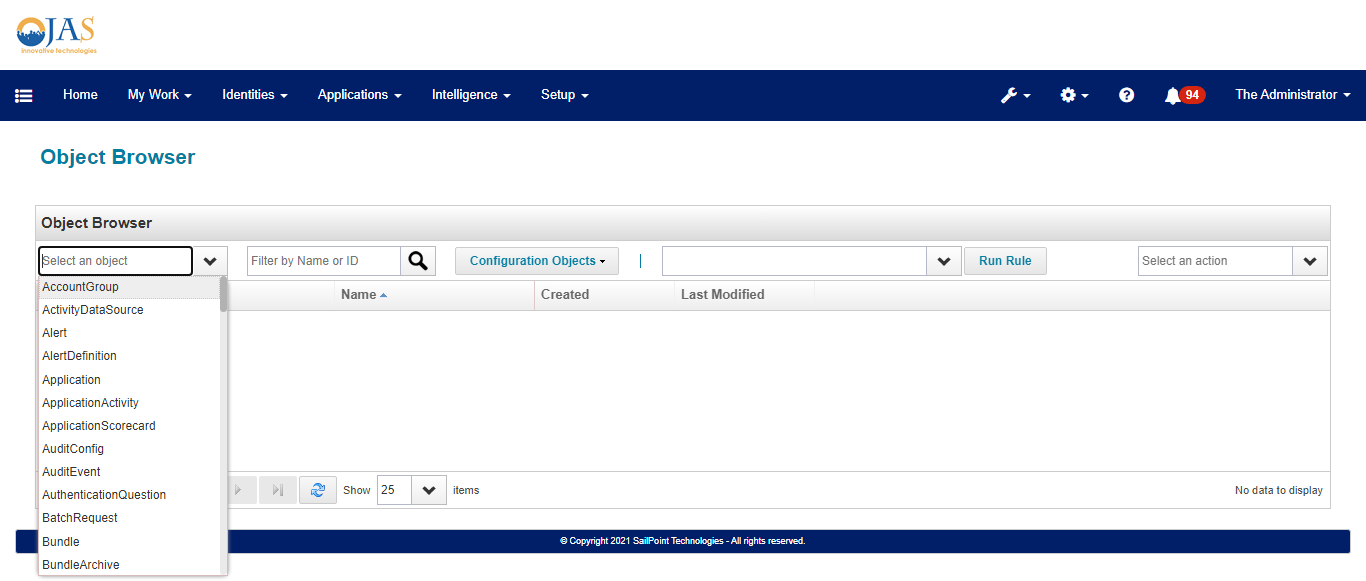 OJAS
innovative technologies
Home My Work Identities Applications Intelligence Setup 94 The Administrator
Object Browser
Object Browser
Select an object Filter by Name or ID Configuration Objects Run Rule Select an action
Name Created Last Modified
AccountGroup
ActivityDataSource
Alert
AlertDefinition
Application
ApplicationActivity
ApplicationScorecard
AuditConfig
AuditEvent
AuthenticationQuestion
BatchRequest
Bundle
BundleArchive
Show 25 items No data to display
© Copyright 2021 SailPoint Technologies - All rights reserved.